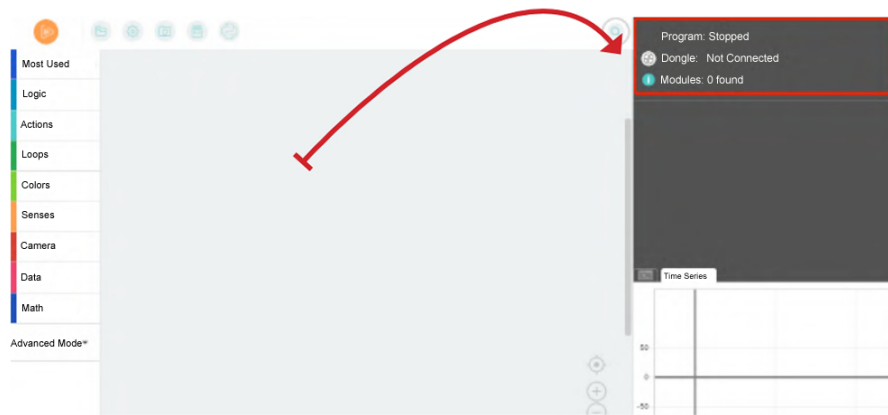 Program: Stopped
Dongle: Not Connected
Modules: 0 found
Most Used
Logic
Actions
Loops
Colors
Senses
Camera
Data
Math
Advanced Mode
Time Series
50
0
-50